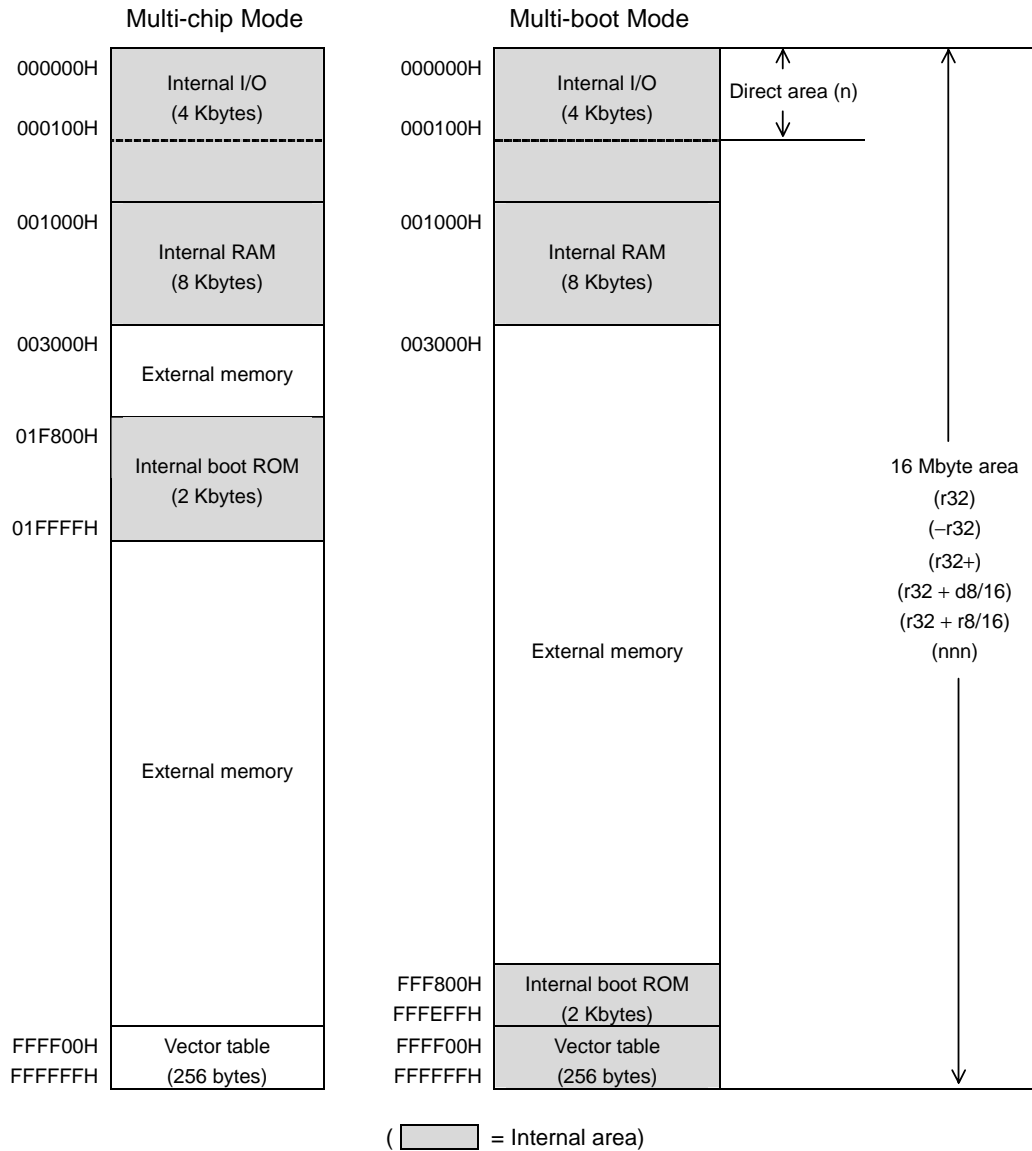 Multi-chip Mode
000000H
Internal I/O
(4 Kbytes)
000100H
001000H
Internal RAM
(8 Kbytes)
003000H
External memory
01F800H
Internal boot ROM
(2 Kbytes)
01FFFFH
External memory
FFFF00H
Vector table
FFFFFFH
(256 bytes)
Multi-boot Mode
000000H
Internal I/O
(4 Kbytes)
000100H
001000H
Internal RAM
(8 Kbytes)
003000H
External memory
FFF800H
Internal boot ROM
FFFEFFH
(2 Kbytes)
FFFF00H
Vector table
FFFFFFH
(256 bytes)
Direct area (n)
16 Mbyte area
(r32)
(−r32)
(r32+)
(r32 + d8/16)
(r32 + r8/16)
(nnn)
( = Internal area)